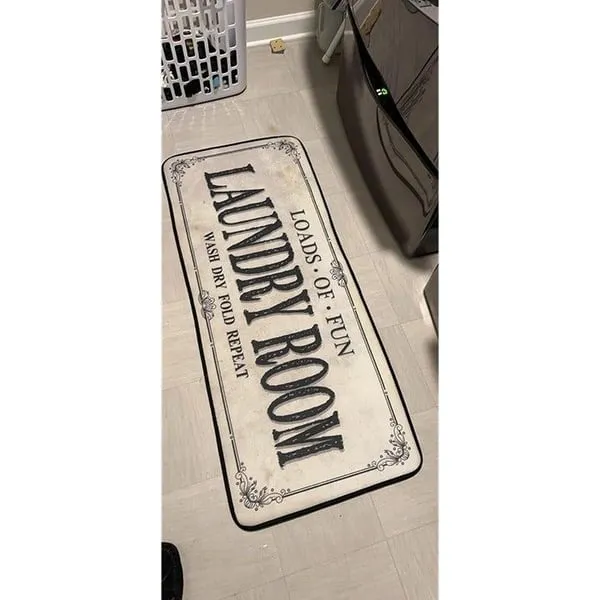 LOADS · OF · FUN
LAUNDRY ROOM
WASH DRY FOLD REPEAT